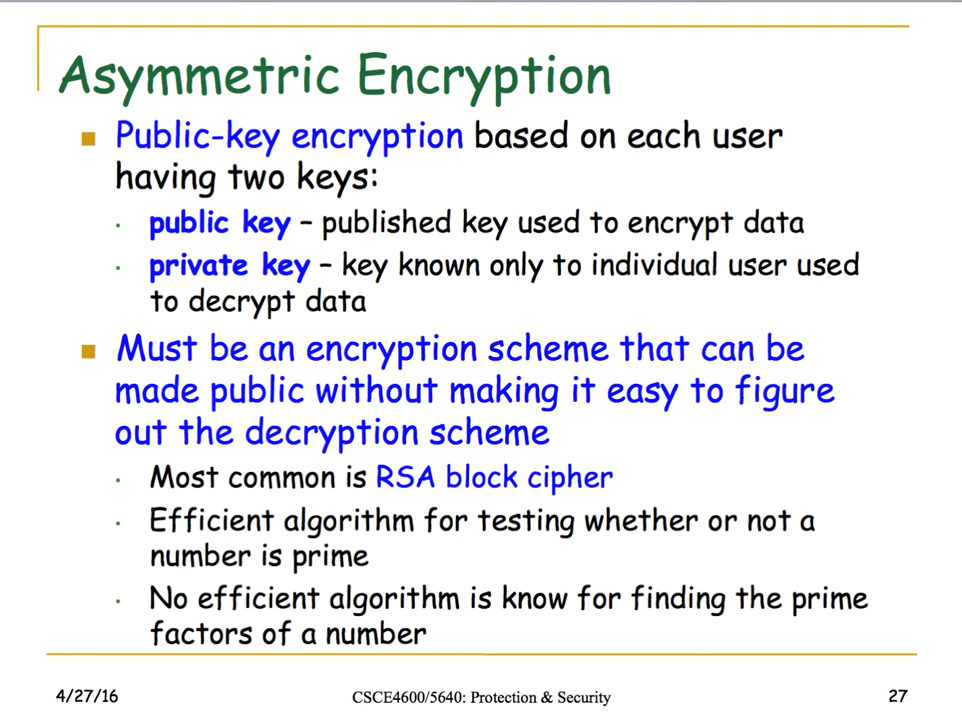 Asymmetric Encryption
Public-key encryption based on each user
having two keys:
public key – published key used to encrypt data
private key – key known only to individual user used
to decrypt data
Must be an encryption scheme that can be
made public without making it easy to figure
out the decryption scheme
Most common is RSA block cipher
Efficient algorithm for testing whether or not a
number is prime
No efficient algorithm is know for finding the prime
factors of a number
4/27/16
CSCE4600/5640: Protection & Security
27